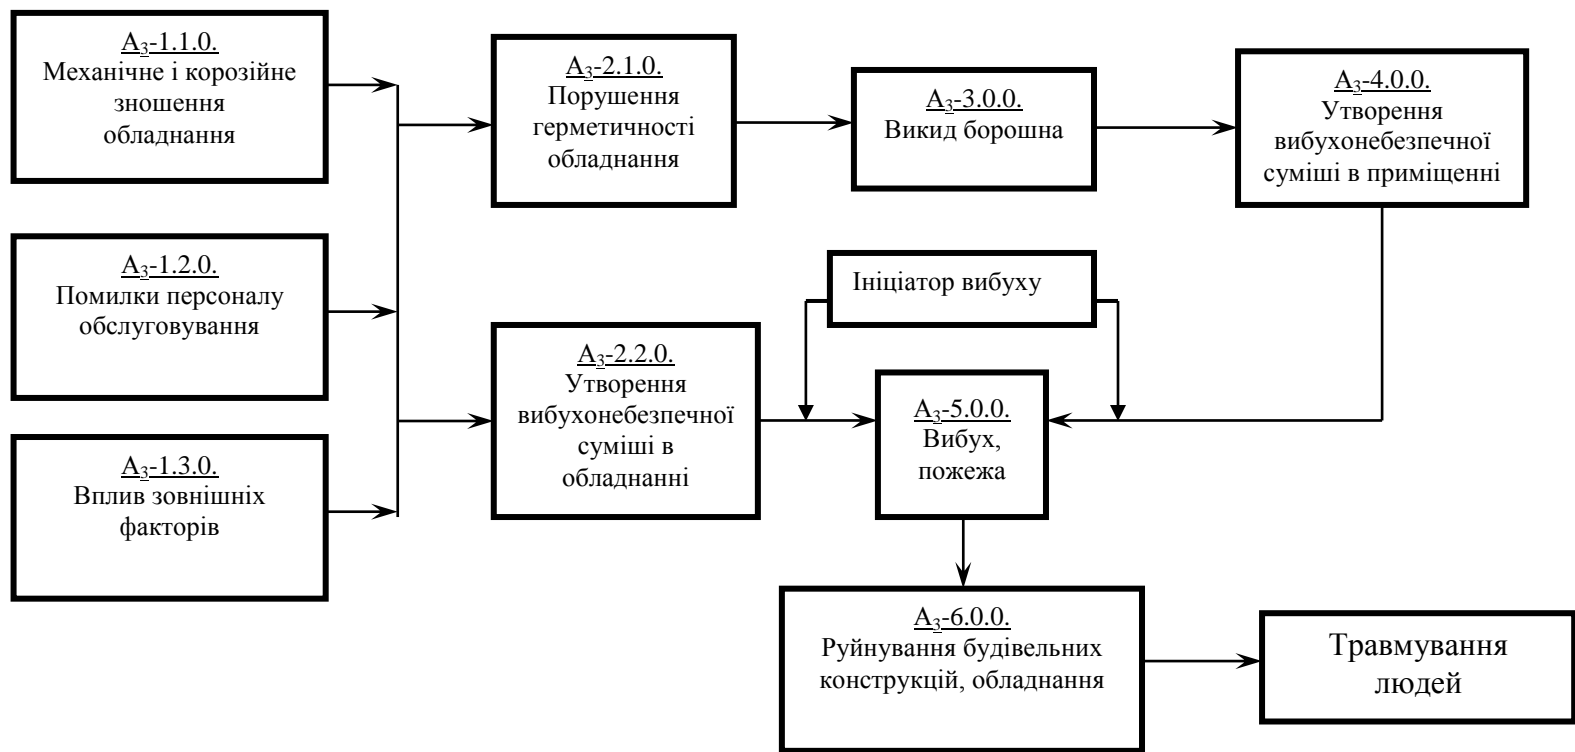 А3-1.1.0.
Механічне і корозійне
зношення
обладнання
А3-2.1.0.
Порушення
герметичності
обладнання
А3-3.0.0.
Викид борошна
А3-4.0.0.
Утворення
вибухонебезпечної
суміші в приміщенні
А3-1.2.0.
Помилки персоналу
обслуговування
Ініціатор вибуху
А3-2.2.0.
Утворення
вибухонебезпечної
суміші в
обладнанні
А3-5.0.0.
Вибух,
пожежа
А3-1.3.0.
Вплив зовнішніх
факторів
А3-6.0.0.
Руйнування будівельних
конструкцій, обладнання
Травмування
людей